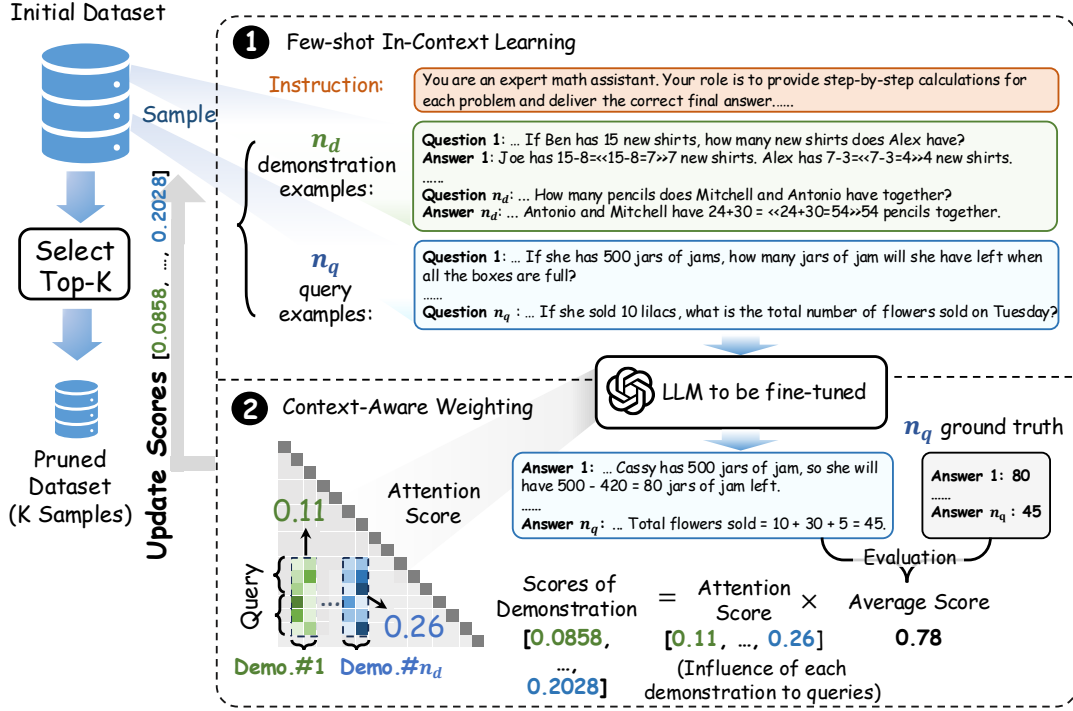 Initial Dataset
Sample
Select
Top-K
Pruned
Dataset
(K Samples)
Update Scores [0.0858, ..., 0.2028]
1 Few-shot In-Context Learning
Instruction:
You are an expert math assistant. Your role is to provide step-by-step calculations for
each problem and deliver the correct final answer......
n_d
demonstration
examples:
Question 1: ... If Ben has 15 new shirts, how many new shirts does Alex have?
Answer 1: Joe has 15-8=<<15-8=7>>7 new shirts. Alex has 7-3=<<7-3=4>>4 new shirts.
......
Question n_d: ... How many pencils does Mitchell and Antonio have together?
Answer n_d: ... Antonio and Mitchell have 24+30 = <<24+30=54>>54 pencils together.
n_q
query
examples:
Question 1: ... If she has 500 jars of jams, how many jars of jam will she have left when
all the boxes are full?
......
Question n_q : ... If she sold 10 lilacs, what is the total number of flowers sold on Tuesday?
LLM to be fine-tuned
2 Context-Aware Weighting
Attention
Score
0.11
Query
...
0.26
Demo.#1
Demo.#n_d
Answer 1: ... Cassy has 500 jars of jam, so she will
have 500 - 420 = 80 jars of jam left.
......
Answer n_q: ... Total flowers sold = 10 + 30 + 5 = 45.
n_q ground truth
Answer 1: 80
......
Answer n_q : 45
Evaluation
Scores of
Demonstration
[0.0858,
...,
0.2028]
=
Attention
Score
[0.11, ..., 0.26]
(Influence of each
demonstration to queries)
×
Average Score
0.78